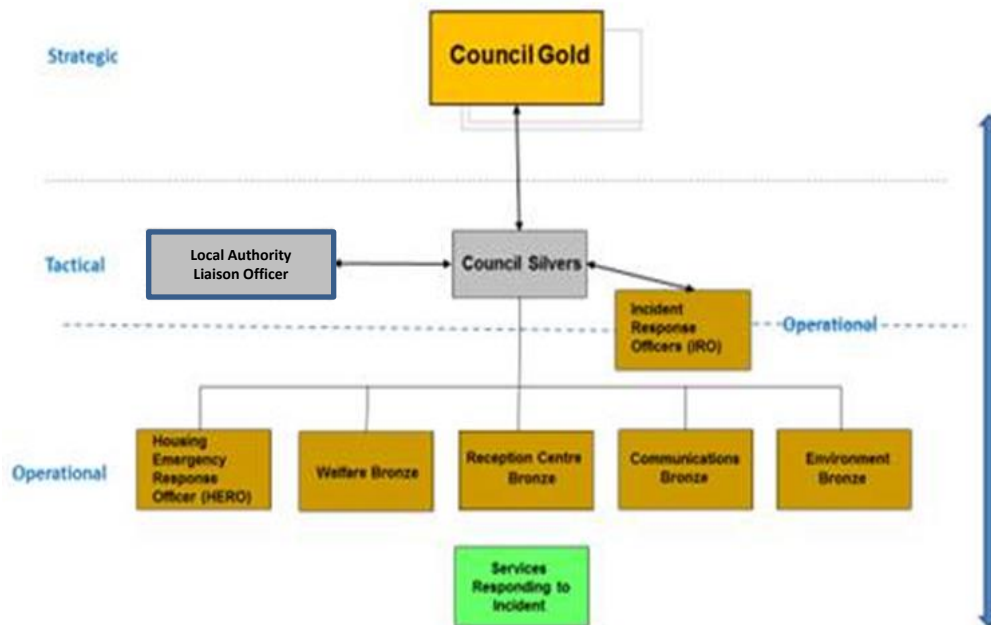 Strategic
Council Gold
Tactical
Local Authority
Liaison Officer
Council Silvers
Incident
Response
Officers (IRO)
Operational
Operational
Housing
Emergency
Response
Officer (HERO)
Welfare Bronze
Reception Centre
Bronze
Communications
Bronze
Environment
Bronze
Services
Responding to
Incident